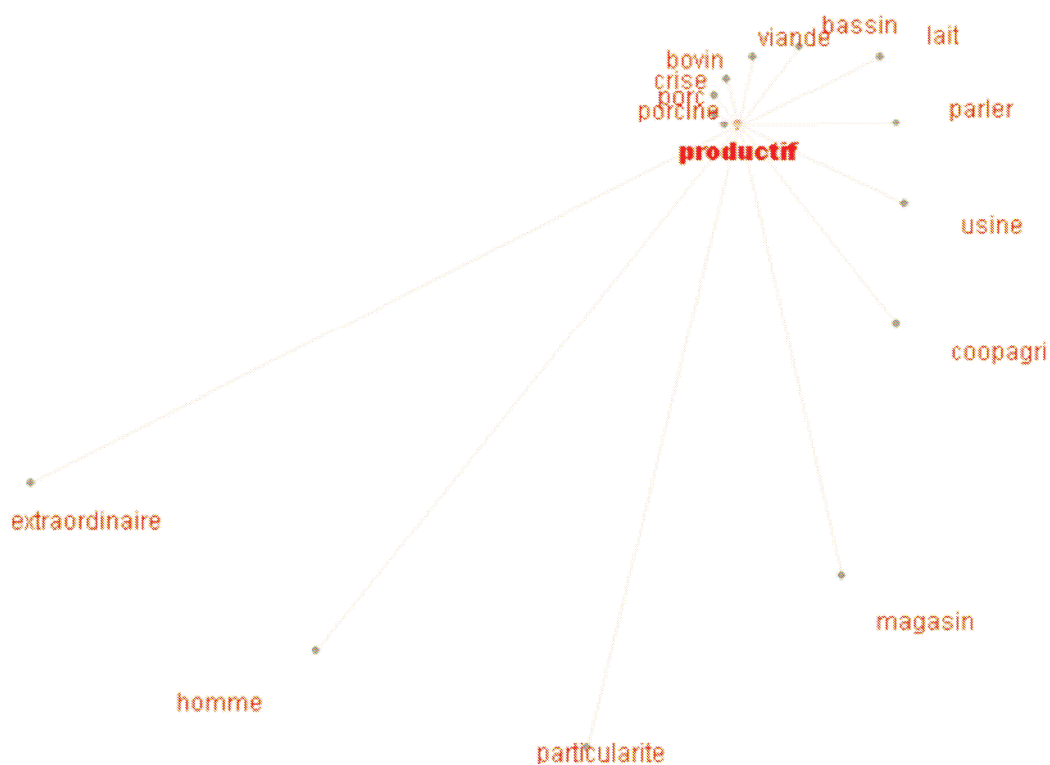 bassin
viande
lait
bovin
crise
porc
porcine
parler
productif
usine
coopagri
extraordinaire
magasin
homme
particularite